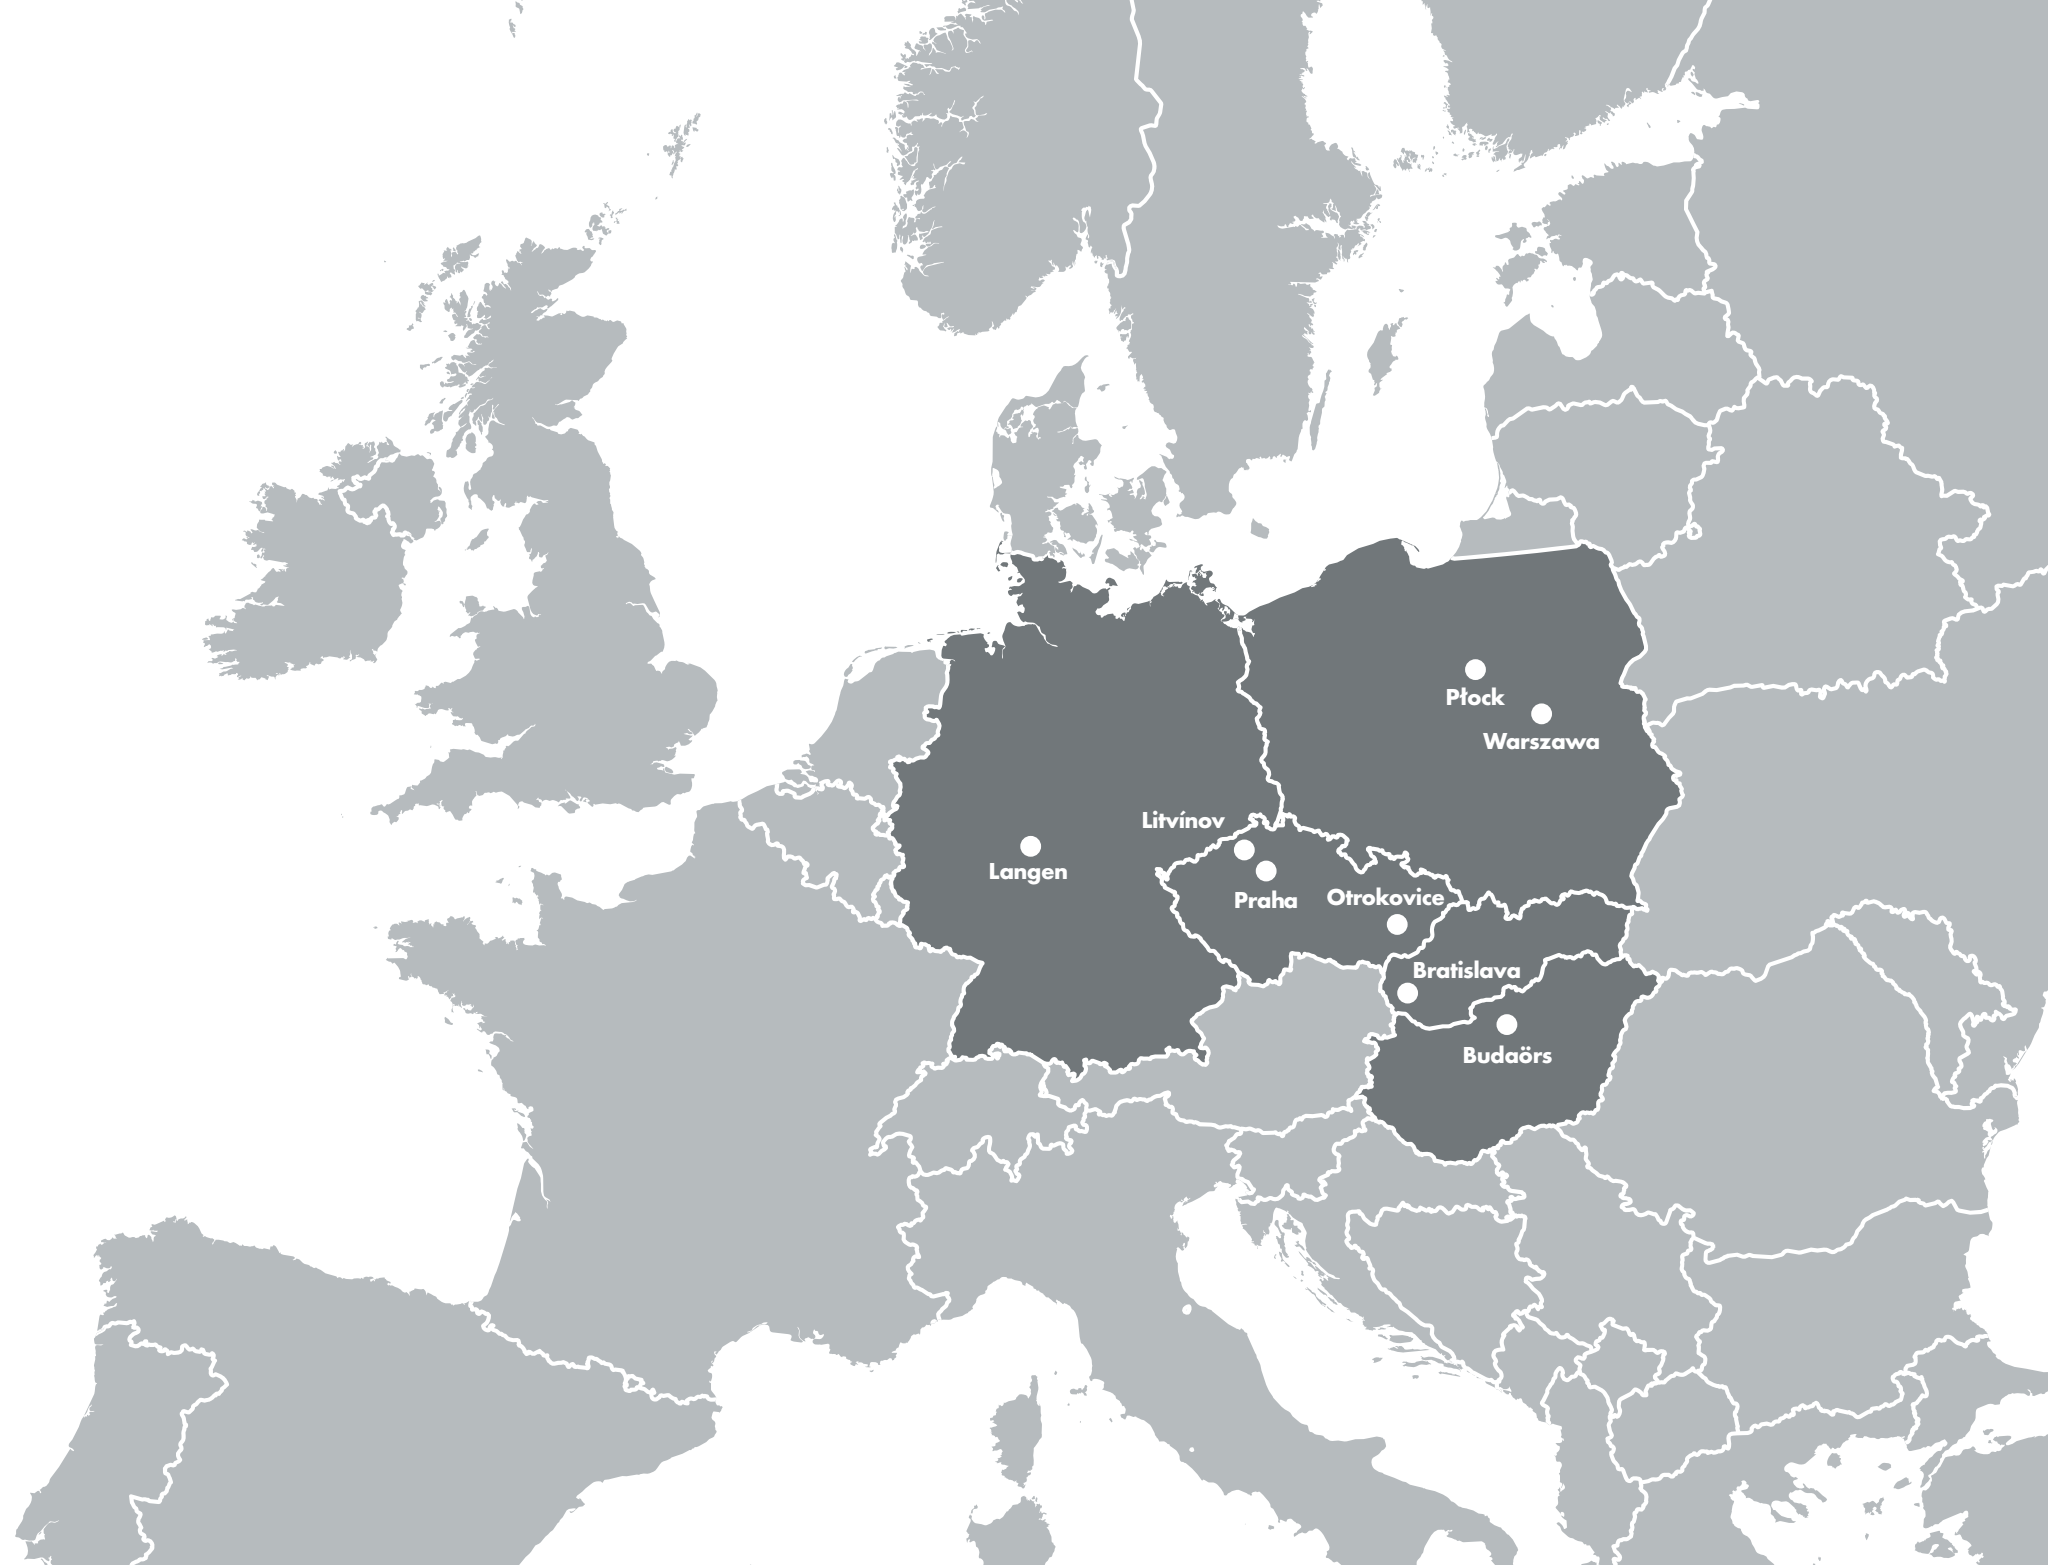 Płock
Warszawa
Litvínov
Langen
Praha
Otrokovice
Bratislava
Budaörs